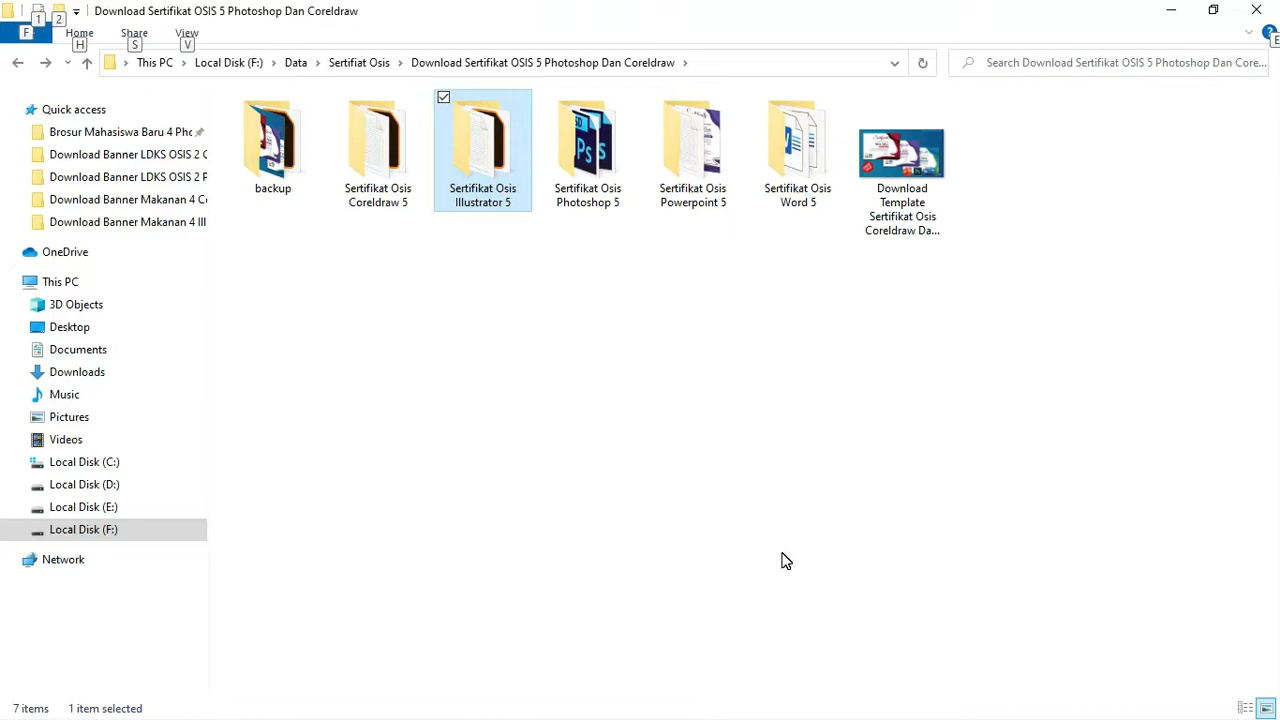 1 2 Download Sertifikat OSIS 5 Photoshop Dan Coreldraw
F Home Share View
H S V
This PC Local Disk (F:) Data Sertifiat Osis Download Sertifikat OSIS 5 Photoshop Dan Coreldraw
Search Download Sertifikat OSIS 5 Photoshop Dan Core...
E
Quick access
Brosur Mahasiswa Baru 4 Pho
Download Banner LDKS OSIS 2 C
Download Banner LDKS OSIS 2 P
Download Banner Makanan 4 Co
Download Banner Makanan 4 Ill
OneDrive
This PC
3D Objects
Desktop
Documents
Downloads
Music
Pictures
Videos
Local Disk (C:)
Local Disk (D:)
Local Disk (E:)
Local Disk (F:)
Network
backup
Sertifikat Osis
Coreldraw 5
Sertifikat Osis
Illustrator 5
Ps
Sertifikat Osis
Photoshop 5
Sertifikat Osis
Powerpoint 5
Sertifikat Osis
Word 5
Download
Template
Sertifikat Osis
Coreldraw Da...
7 items 1 item selected